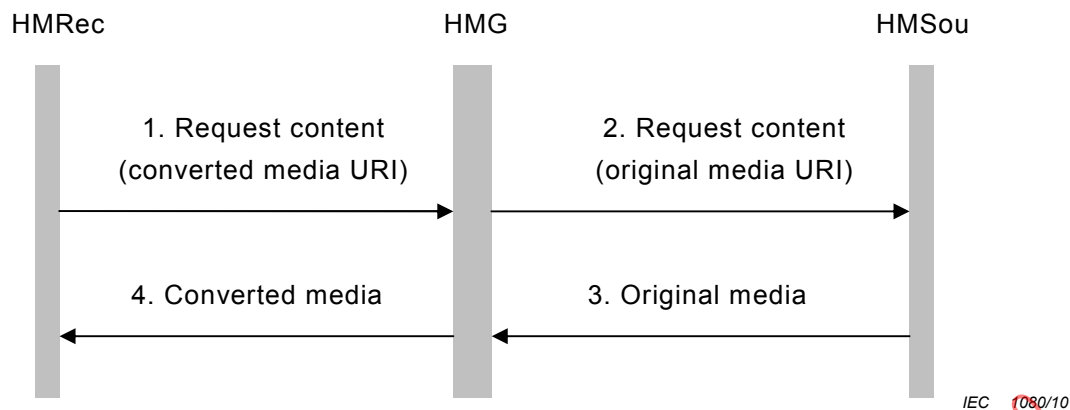 HMRec HMG HMSou
1. Request content
(converted media URI)
2. Request content
(original media URI)
4. Converted media
3. Original media
IEC 1080/10